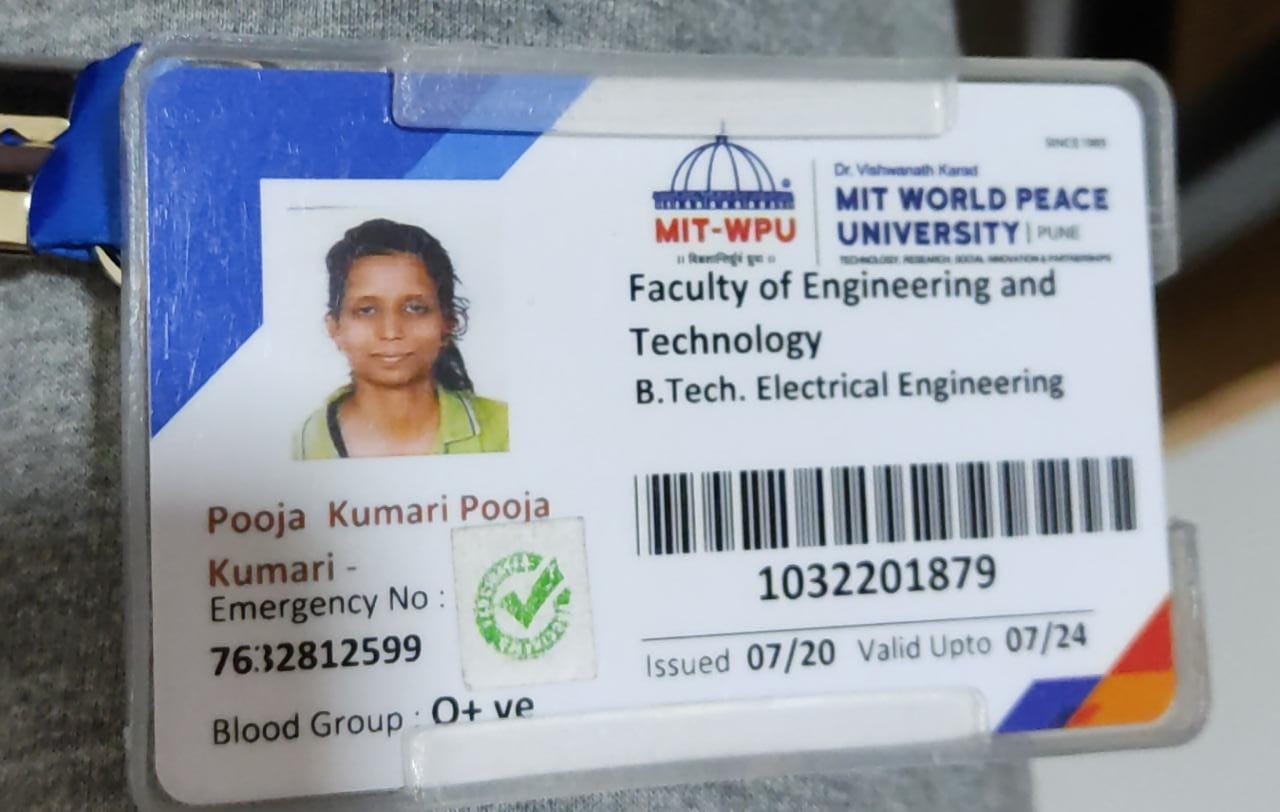 SINCE 1983
Dr. Vishwanath Karad
MIT-WPU
MIT WORLD PEACE
UNIVERSITY | PUNE
TECHNOLOGY, RESEARCH, SOCIAL INNOVATION & PARTNERSHIPS
Faculty of Engineering and
Technology
B.Tech. Electrical Engineering
Pooja Kumari Pooja
Kumari -
Emergency No :
7632812599
Blood Group : O+ ve
1032201879
Issued 07/20 Valid Upto 07/24